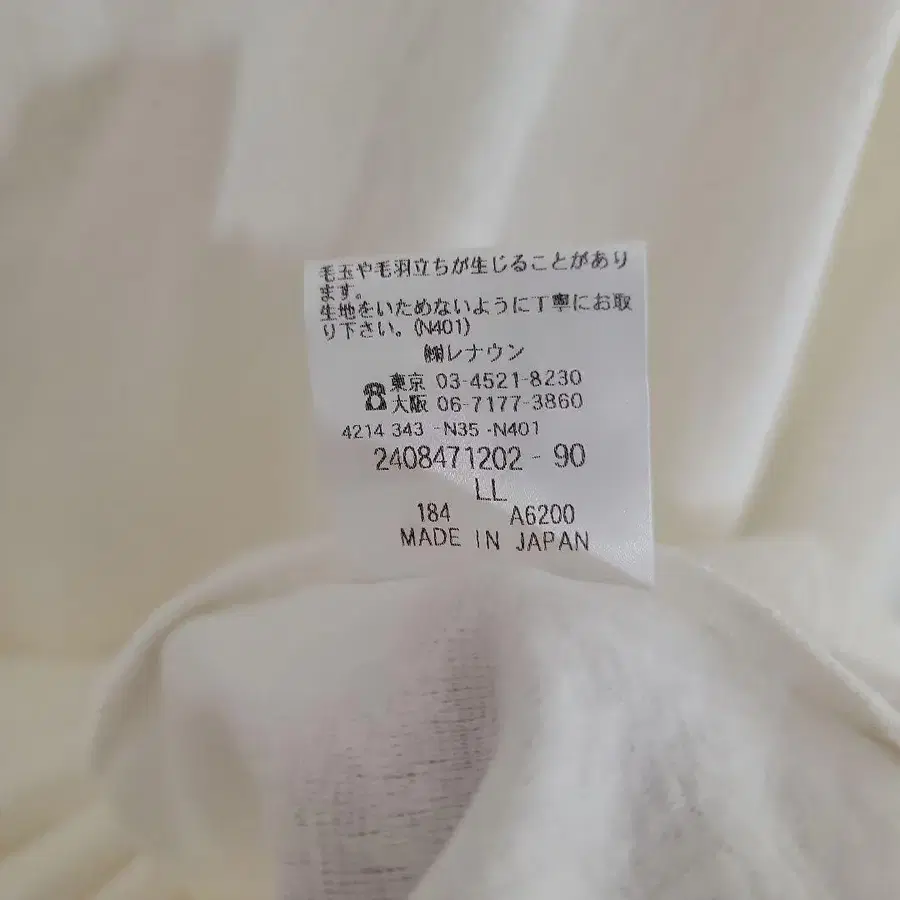 毛玉や毛羽立ちが生じることがあり
ます。
生地をいためないように丁寧にお取
り下さい。(N401)
㈱レナウン
☎東京 03-4521-8230
大阪 06-7177-3860
4214 343 -N35 -N401
2408471202 - 90
LL
184 A6200
MADE IN JAPAN